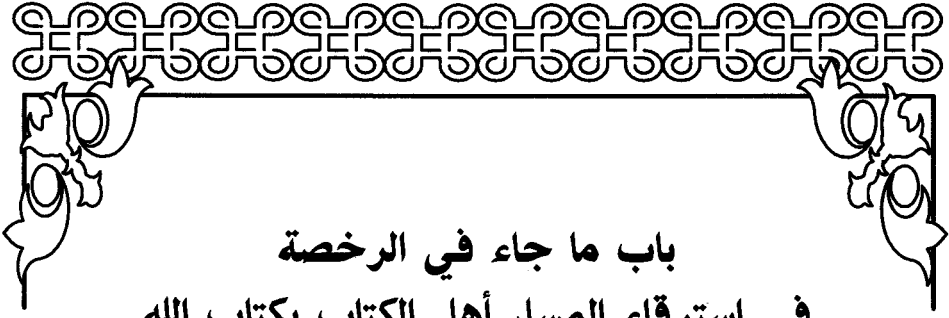 باب ما جاء في الرخصة
في استرقاء المسلم أهل الكتاب بكتاب الله